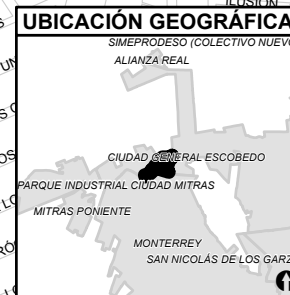 ILUSIÓN
UBICACIÓN GEOGRÁFICA
SIMEPRODESO (COLECTIVO NUEVO
ALIANZA REAL
CIUDAD GENERAL ESCOBEDO
PARQUE INDUSTRIAL CIUDAD MITRAS
MITRAS PONIENTE
MONTERREY
SAN NICOLÁS DE LOS GARZ